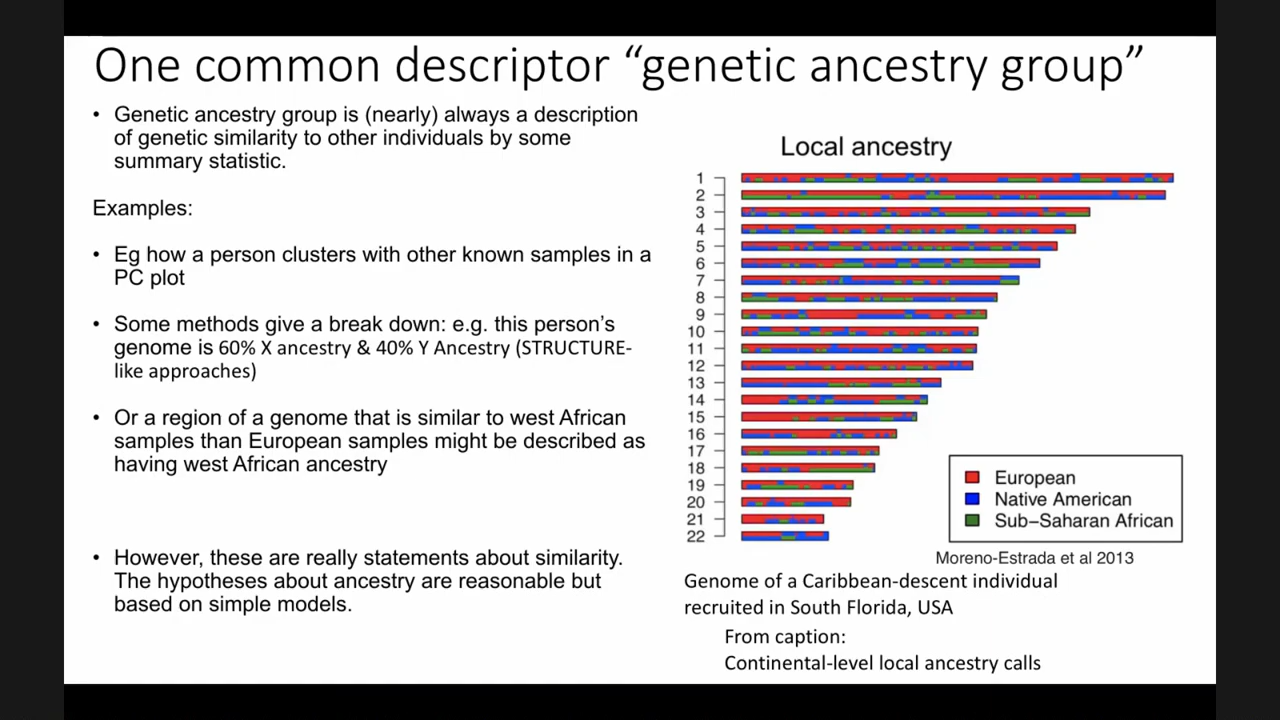 One common descriptor “genetic ancestry group”
• Genetic ancestry group is (nearly) always a description
of genetic similarity to other individuals by some
summary statistic.
Examples:
• Eg how a person clusters with other known samples in a
PC plot
• Some methods give a break down: e.g. this person’s
genome is 60% X ancestry & 40% Y Ancestry (STRUCTURE-
like approaches)
• Or a region of a genome that is similar to west African
samples than European samples might be described as
having west African ancestry
• However, these are really statements about similarity.
The hypotheses about ancestry are reasonable but
based on simple models.
Local ancestry
1
2
3
4
5
6
7
8
9
10
11
12
13
14
15
16
17
18
19
20
21
22
European
Native American
Sub−Saharan African
Moreno-Estrada et al 2013
Genome of a Caribbean-descent individual
recruited in South Florida, USA
From caption:
Continental-level local ancestry calls